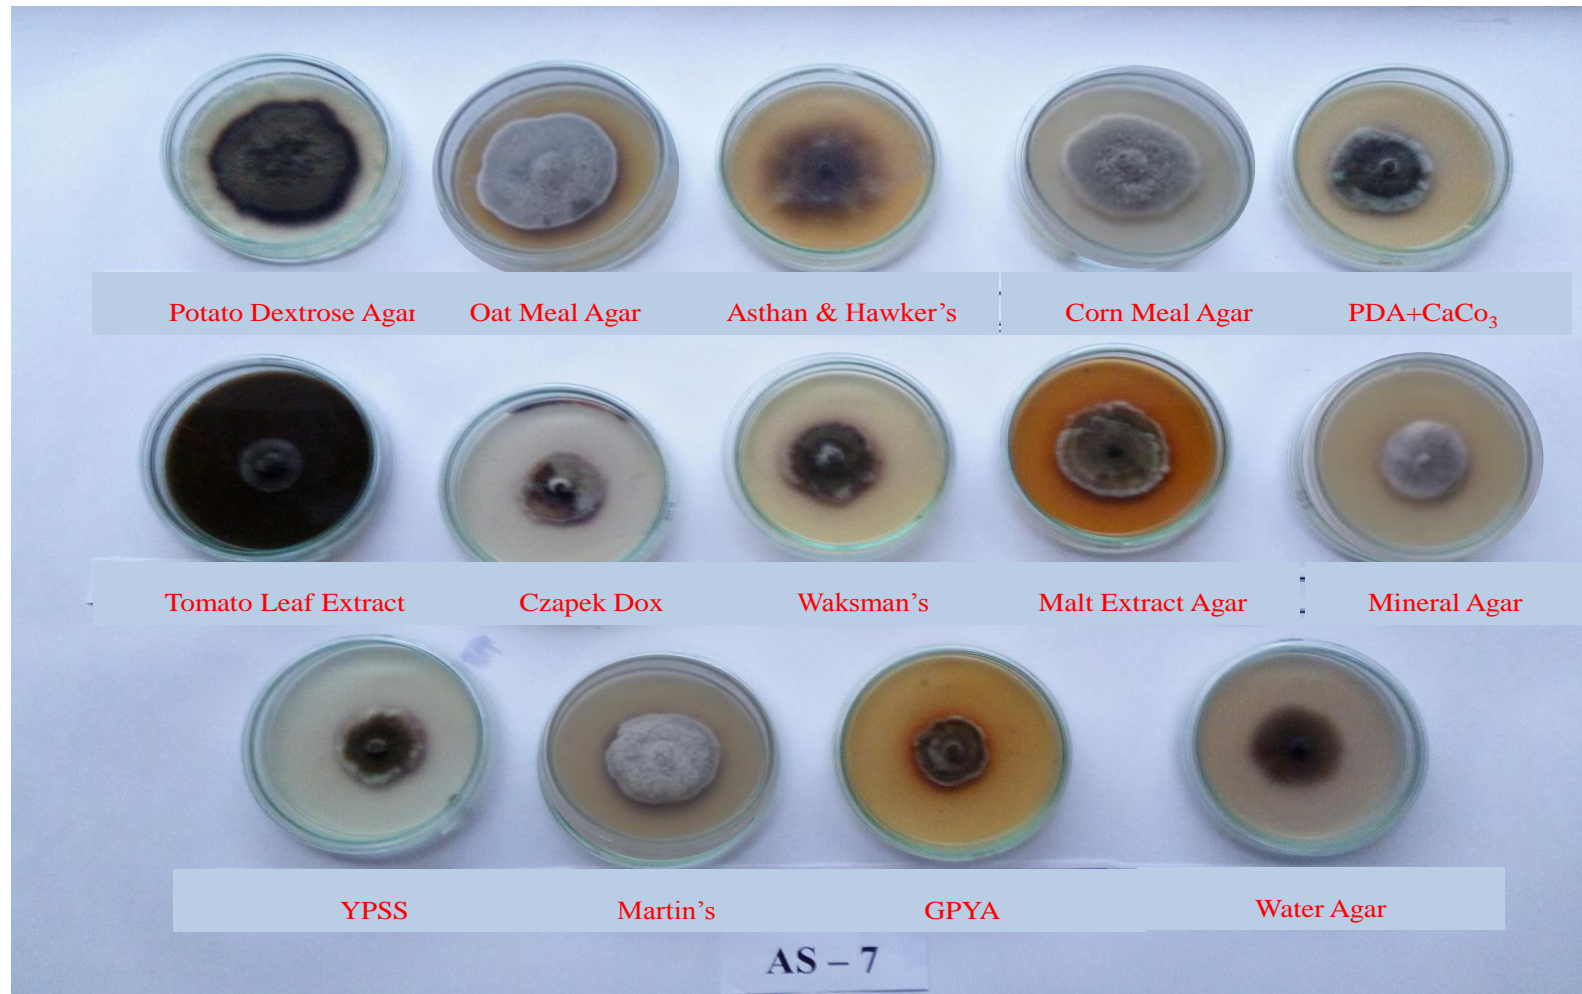 Potato Dextrose Agar Oat Meal Agar Asthan & Hawker’s Corn Meal Agar PDA+CaCo₃
Tomato Leaf Extract Czapek Dox Waksman’s Malt Extract Agar Mineral Agar
YPSS Martin’s GPYA Water Agar
AS – 7